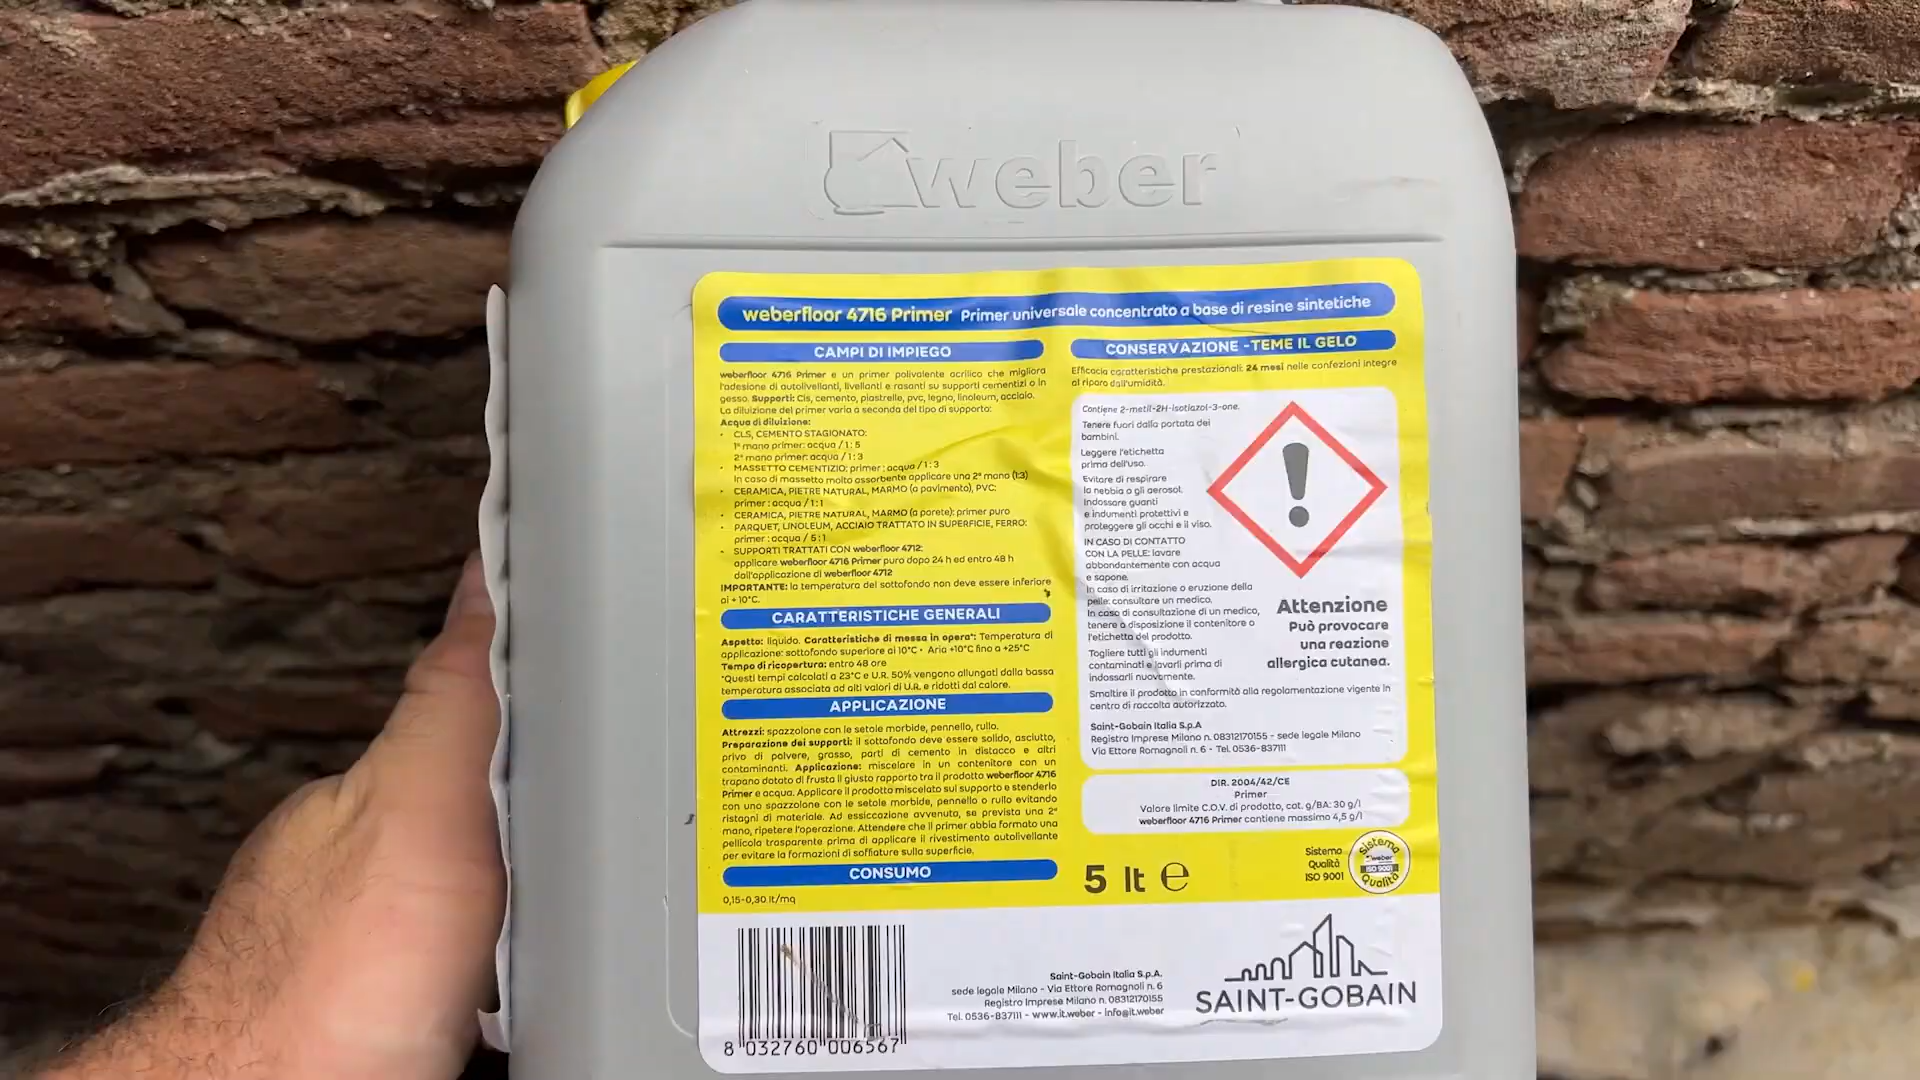 weber
weberfloor 4716 Primer Primer universale concentrato a base di resine sintetiche
CAMPI DI IMPIEGO
weberfloor 4716 Primer e un primer polivalente acrilico che migliora
l'adesione di autolivellanti, livellanti e rasanti su supporti cementizi o in
gesso. Supporti: Cls, cemento, piastrelle, pvc, legno, linoleum, acciaio.
La diluizione del primer varia a seconda del tipo di supporto:
Acqua di diluizione:
• CLS, CEMENTO STAGIONATO:
1ª mano primer: acqua / 1 : 5
2ª mano primer: acqua / 1 : 3
• MASSETTO CEMENTIZIO: primer : acqua / 1 : 3
In caso di massetto molto assorbente applicare una 2ª mano (1:3)
• CERAMICA, PIETRE NATURAL, MARMO (a pavimento), PVC:
primer : acqua / 1 : 1
• CERAMICA, PIETRE NATURAL, MARMO (a parete): primer puro
• PARQUET, LINOLEUM, ACCIAIO TRATTATO IN SUPERFICIE, FERRO:
primer : acqua / 5 : 1
• SUPPORTI TRATTATI CON weberfloor 4712:
applicare weberfloor 4716 Primer puro dopo 24 h ed entro 48 h
dall'applicazione di weberfloor 4712
IMPORTANTE: la temperatura del sottofondo non deve essere inferiore
ai +10°C.
CARATTERISTICHE GENERALI
Aspetto: liquido. Caratteristiche di messa in opera*: Temperatura di
applicazione: sottofondo superiore ai 10°C • Aria +10°C fino a +25°C
Tempo di ricopertura: entro 48 ore
*Questi tempi calcolati a 23°C e U.R. 50% vengono allungati dalla bassa
temperatura associata ad alti valori di U.R. e ridotti dal calore.
APPLICAZIONE
Attrezzi: spazzolone con le setole morbide, pennello, rullo.
Preparazione dei supporti: il sottofondo deve essere solido, asciutto,
privo di polvere, grasso, parti di cemento in distacco e altri
contaminanti. Applicazione: miscelare in un contenitore con un
trapano dotato di frusta il giusto rapporto tra il prodotto weberfloor 4716
Primer e acqua. Applicare il prodotto miscelato sul supporto e stenderlo
con uno spazzolone con le setole morbide, pennello o rullo evitando
ristagni di materiale. Ad essiccazione avvenuta, se prevista una 2ª
mano, ripetere l'operazione. Attendere che il primer abbia formato una
pellicola trasparente prima di applicare il rivestimento autolivellante
per evitare la formazioni di soffiature sulla superficie.
CONSUMO
0,15-0,30 lt/mq
8 032760 006567
CONSERVAZIONE - TEME IL GELO
Efficacia caratteristiche prestazionali: 24 mesi nelle confezioni integre
al riparo dall'umidità.
Contiene 2-metil-2H-isotiazol-3-one.
Tenere fuori dalla portata dei
bambini.
Leggere l'etichetta
prima dell'uso.
Evitare di respirare
la nebbia o gli aerosol.
Indossare guanti
e indumenti protettivi e
proteggere gli occhi e il viso.
IN CASO DI CONTATTO
CON LA PELLE: lavare
abbondantemente con acqua
e sapone.
In caso di irritazione o eruzione della
pelle: consultare un medico.
In caso di consultazione di un medico,
tenere a disposizione il contenitore o
l'etichetta del prodotto.
Togliere tutti gli indumenti
contaminati e lavarli prima di
indossarli nuovamente.
Attenzione
Può provocare
una reazione
allergica cutanea.
Smaltire il prodotto in conformità alla regolamentazione vigente in
centro di raccolta autorizzato.
Saint-Gobain Italia S.p.A
Registro Imprese Milano n. 08312170155 - sede legale Milano
Via Ettore Romagnoli n. 6 - Tel. 0536-837111
DIR. 2004/42/CE
Primer
Valore limite C.O.V. di prodotto, cat. g/BA: 30 g/l
weberfloor 4716 Primer contiene massimo 4,5 g/l
5 lt e
Sistema
Qualità
ISO 9001
Sistema
weber
ISO 9001
Qualità
Saint-Gobain Italia S.p.A.
sede legale Milano - Via Ettore Romagnoli n. 6
Registro Imprese Milano n. 08312170155
Tel. 0536-837111 - www.it.weber - info@it.weber
SAINT-GOBAIN